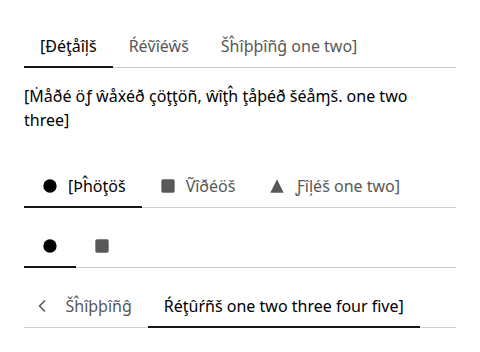 [Ðéţåîļš Ŕéṽîéŵš Šĥîþþîñĝ one two]
[Ṁåðé öƒ ŵåẋéð çöţţöñ, ŵîţĥ ţåþéð šéåɱš. one two
three]
[Þĥöţöš Ṽîðéöš Ƒîļéš one two]
Šĥîþþîñĝ Ŕéţûŕñš one two three four five]